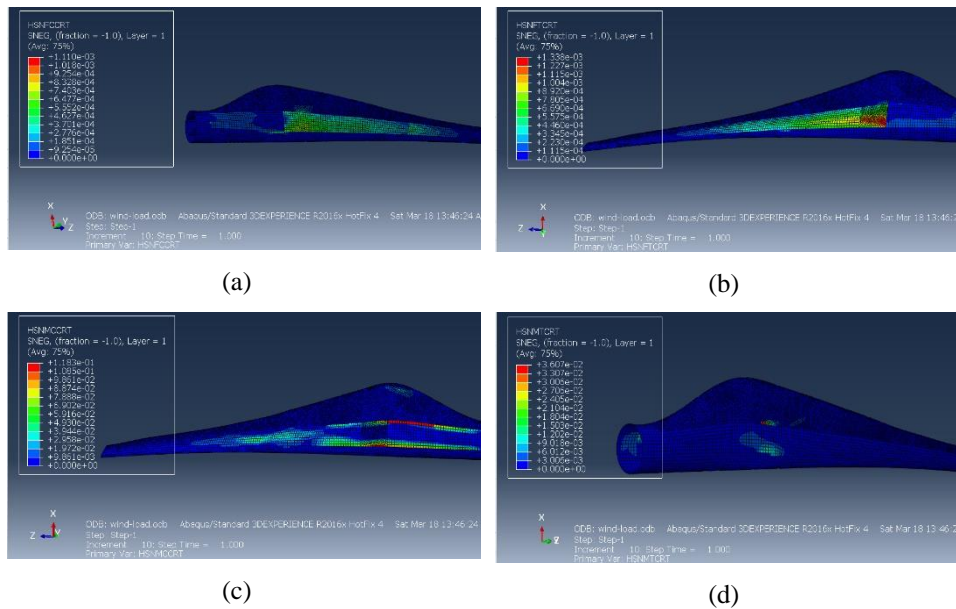 HSNFCCRT
SNEG, (fraction = -1.0), Layer = 1
(Avg: 75%)
+1.110e-03
+1.018e-03
+9.254e-04
+8.328e-04
+7.403e-04
+6.477e-04
+5.552e-04
+4.627e-04
+3.701e-04
+2.776e-04
+1.851e-04
+9.254e-05
+0.000e+00
X
Y
Z
ODB: wind-load.odb Abaqus/Standard 3DEXPERIENCE R2016x HotFix 4 Sat Mar 18 13:46:24 A
Step: Step-1
Increment 10: Step Time = 1.000
Primary Var: HSNFCCRT
(a)
HSNFTCRT
SNEG, (fraction = -1.0), Layer = 1
(Avg: 75%)
+1.338e-03
+1.227e-03
+1.115e-03
+1.004e-03
+8.920e-04
+7.805e-04
+6.690e-04
+5.575e-04
+4.460e-04
+3.345e-04
+2.230e-04
+1.115e-04
+0.000e+00
X
Z
Y
ODB: wind-load.odb Abaqus/Standard 3DEXPERIENCE R2016x HotFix 4 Sat Mar 18 13:46:2
Step: Step-1
Increment 10: Step Time = 1.000
Primary Var: HSNFTCRT
(b)
HSNMCCRT
SNEG, (fraction = -1.0), Layer = 1
(Avg: 75%)
+1.183e-01
+1.085e-01
+9.861e-02
+8.874e-02
+7.888e-02
+6.902e-02
+5.916e-02
+4.930e-02
+3.944e-02
+2.958e-02
+1.972e-02
+9.861e-03
+0.000e+00
X
Z
Y
ODB: wind-load.odb Abaqus/Standard 3DEXPERIENCE R2016x HotFix 4 Sat Mar 18 13:46:24
Step: Step-1
Increment 10: Step Time = 1.000
Primary Var: HSNMCCRT
(c)
HSNMTCRT
SNEG, (fraction = -1.0), Layer = 1
(Avg: 75%)
+3.607e-02
+3.307e-02
+3.006e-02
+2.705e-02
+2.405e-02
+2.104e-02
+1.804e-02
+1.503e-02
+1.202e-02
+9.018e-03
+6.012e-03
+3.006e-03
+0.000e+00
X
ODB: wind-load.odb Abaqus/Standard 3DEXPERIENCE R2016x HotFix 4 Sat Mar 18 13:46:2
Step: Step-1
Increment 10: Step Time = 1.000
Primary Var: HSNMTCRT
(d)